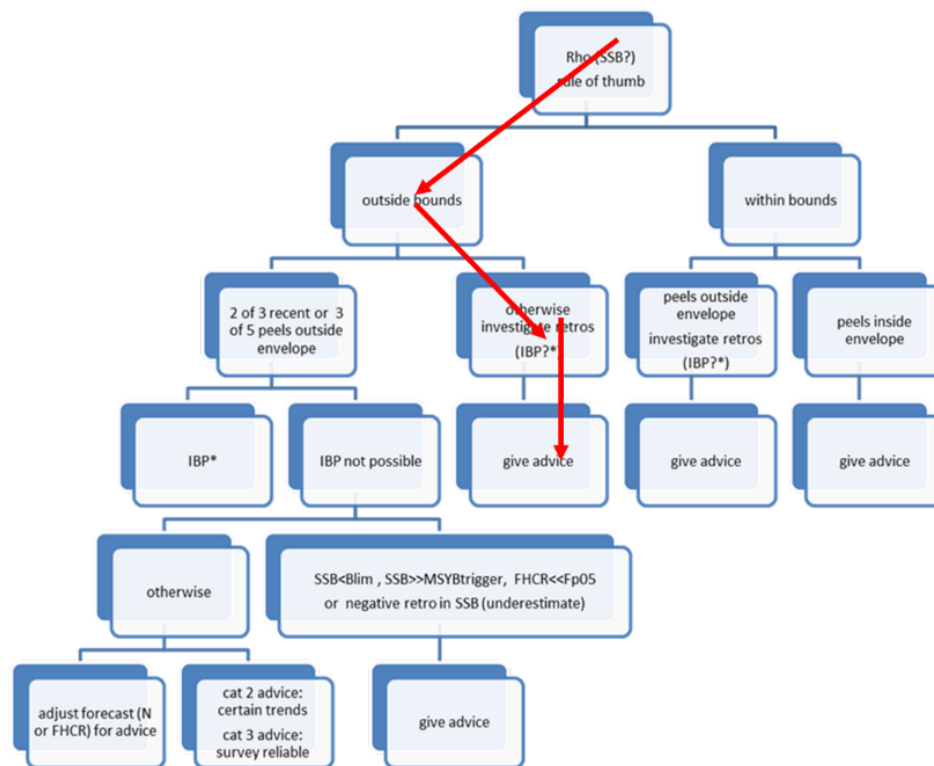 Rho (SSB?)
rule of thumb
outside bounds
within bounds
2 of 3 recent or 3
of 5 peels outside
envelope
otherwise
investigate retros
(IBP?*)
peels outside
envelope
investigate retros
(IBP?*)
peels inside
envelope
IBP*
IBP not possible
give advice
give advice
give advice
otherwise
SSB<Blim , SSB>>MSYBtrigger, FHCR<<Fp05
or negative retro in SSB (underestimate)
adjust forecast (N
or FHCR) for advice
cat 2 advice:
certain trends
cat 3 advice:
survey reliable
give advice